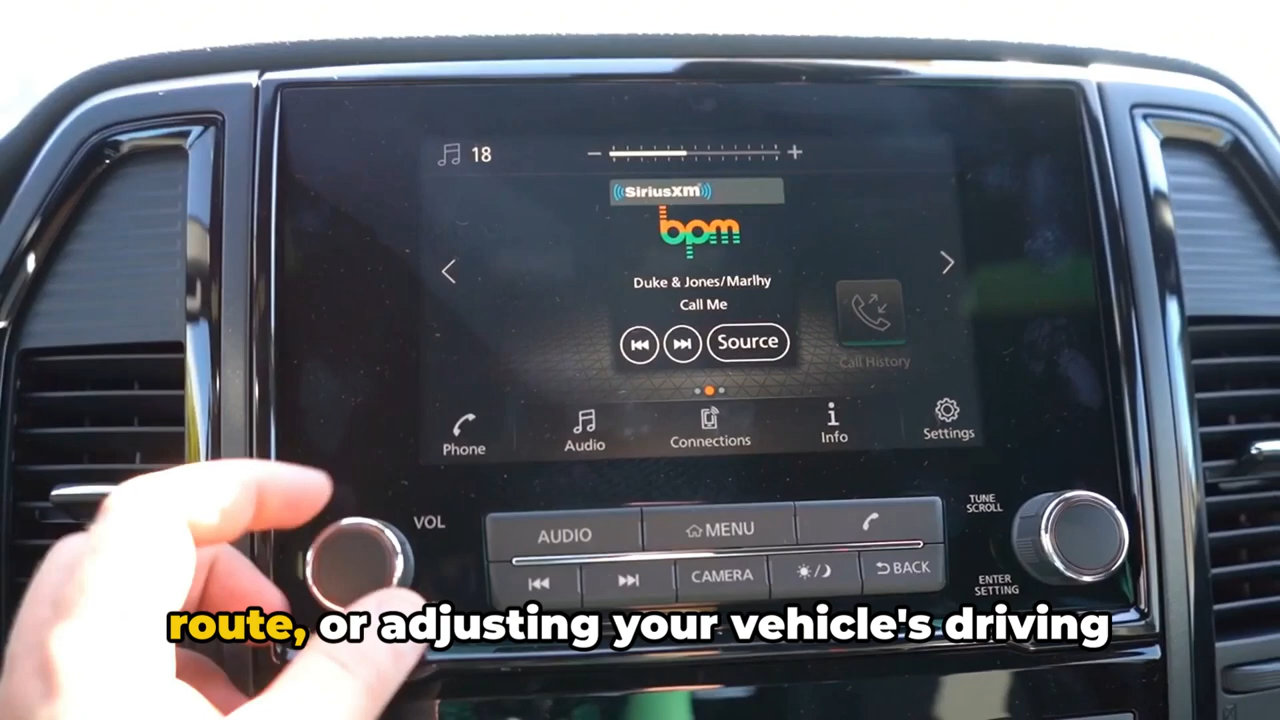 18
SiriusXM
bpm
Duke & Jones/Marlhy
Call Me
Source
Call History
Phone
Audio
Connections
Info
Settings
VOL
TUNE
SCROLL
AUDIO
MENU
CAMERA
BACK
ENTER
SETTING
route, or adjusting your vehicle's driving